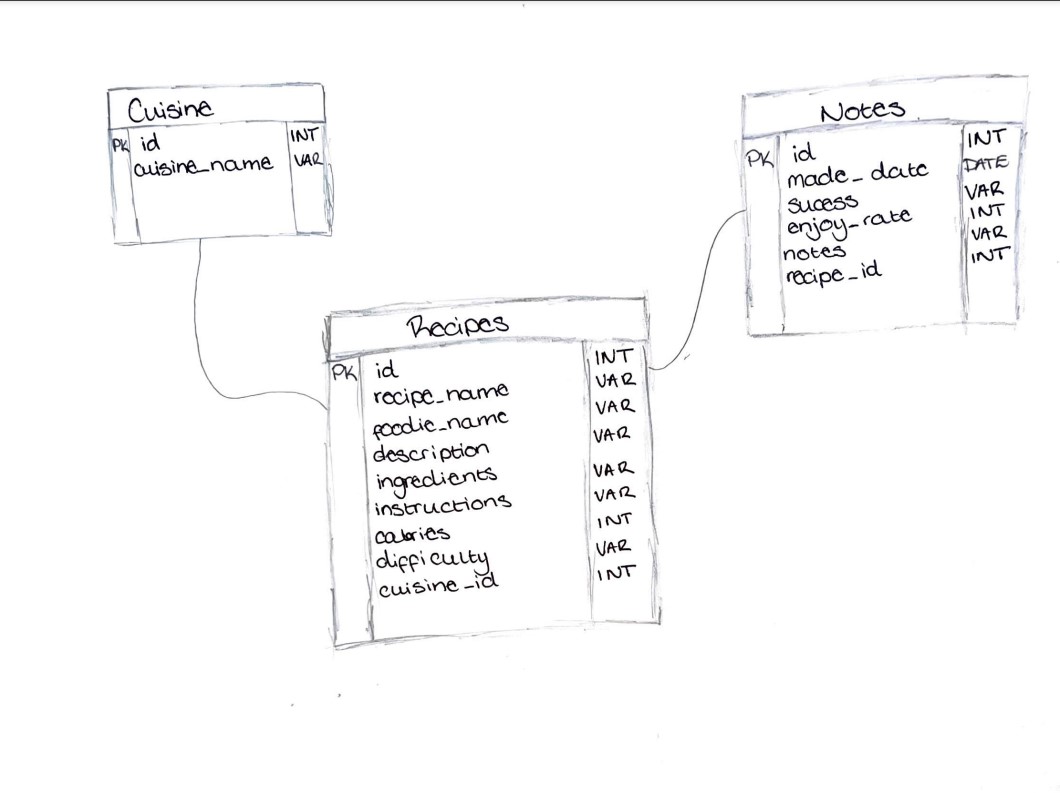 Cuisine
PK id INT
cuisine_name VAR
Notes
PK id INT
made_date DATE
sucess VAR
enjoy_rate INT
notes VAR
recipe_id INT
Recipes
PK id INT
recipe_name VAR
foodie_name VAR
description VAR
ingredients VAR
instructions VAR
calories INT
difficulty VAR
cuisine_id INT